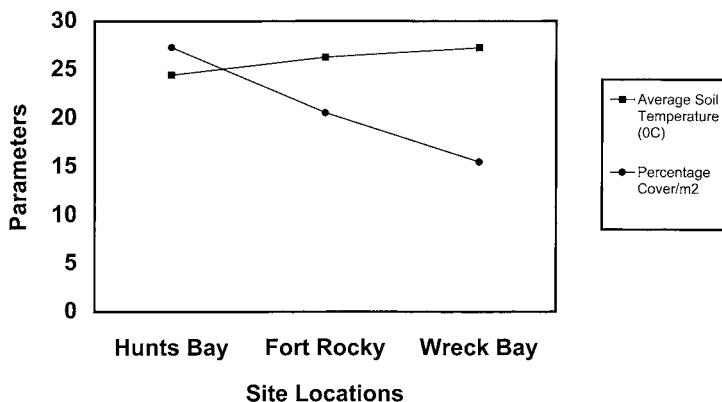 30
25
20
15
10
5
0
Parameters
Hunts Bay
Fort Rocky
Wreck Bay
Site Locations
Average Soil
Temperature
(0C)
Percentage
Cover/m2